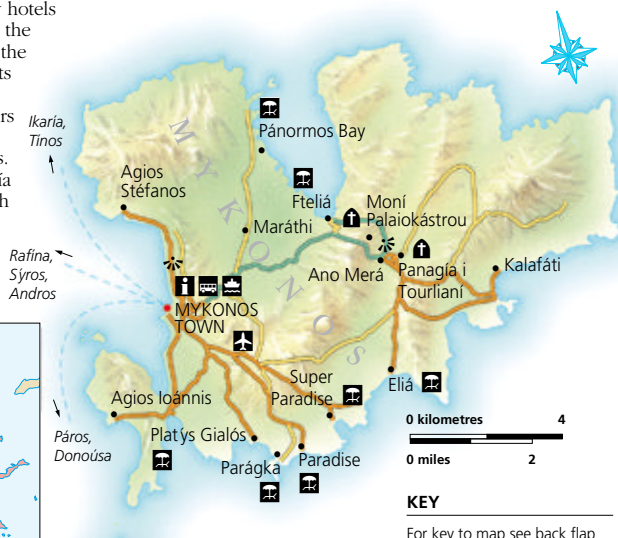 hotels
the
the
ts
rs
s.
ía
h
Ikaría,
Tínos
Rafína,
Sýros,
Andros
Páros,
Donoúsa
MYKONOS
Pánormos Bay
Agios
Stéfanos
Fteliá
Moní
Palaiokástrou
Maráthi
Ano Merá
Panagía i
Tourlianí
Kalafáti
MYKONOS
TOWN
Super
Paradise
Eliá
Agios Ioánnis
Platýs Gialós
Parágka
Paradise
0 kilometres 4
0 miles 2
KEY
For key to map see back flap